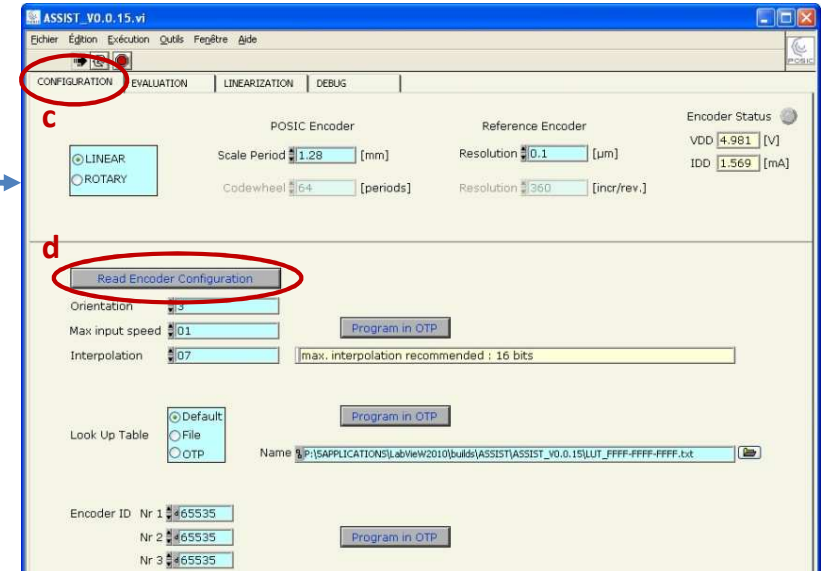 ASSIST_V0.0.15.vi
Fichier Édition Exécution Outils Fenêtre Aide
POSIC
CONFIGURATION EVALUATION LINEARIZATION DEBUG
c
POSIC Encoder Reference Encoder Encoder Status
VDD 4.981 [V]
LINEAR Scale Period 1.28 [mm] Resolution 0.1 [µm]
IDD 1.569 [mA]
ROTARY Codewheel 64 [periods] Resolution 360 [incr/rev.]
d
Read Encoder Configuration
Orientation 3
Max input speed 01 Program in OTP
Interpolation 07 max. interpolation recommended : 16 bits
Default Program in OTP
Look Up Table File
OTP Name P:\SAPPLICATIONS\LabVieW2010\builds\ASSIST\ASSIST_V0.0.15\LUT_FFFF-FFFF-FFFF.txt
Encoder ID Nr 1 d65535
Nr 2 d65535 Program in OTP
Nr 3 d65535